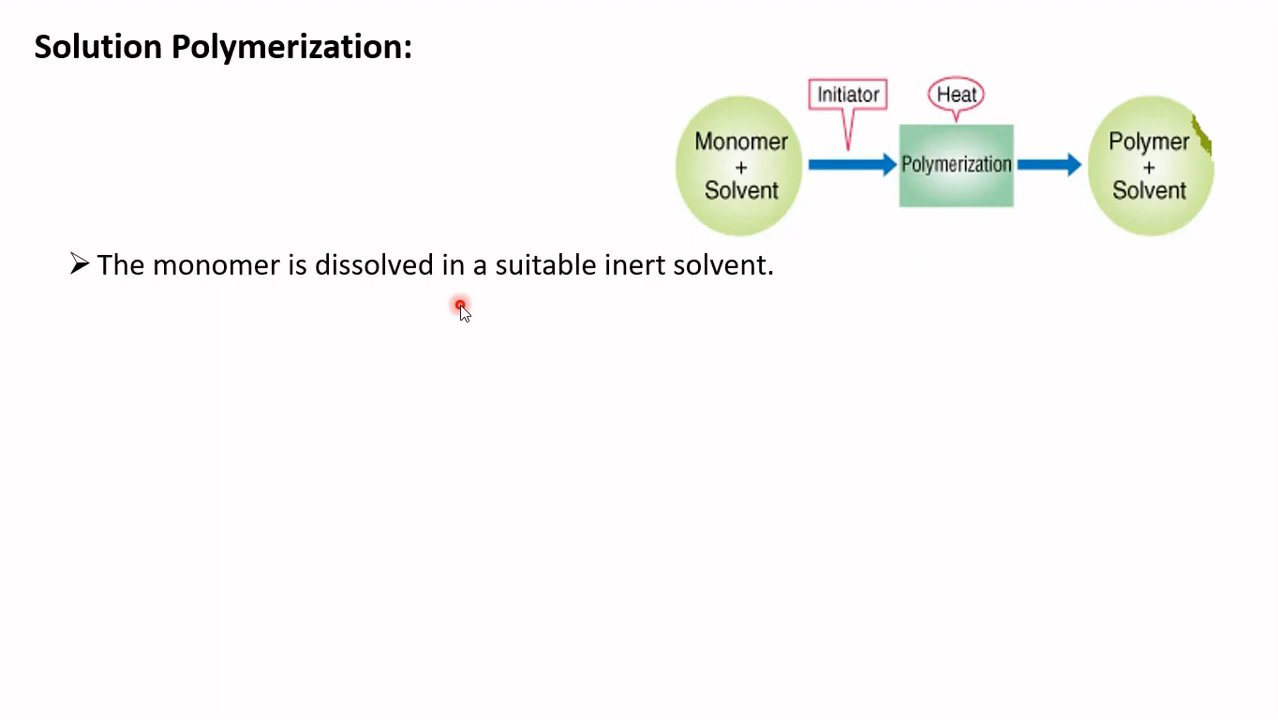 Solution Polymerization:
Initiator
Heat
Monomer
+
Solvent
Polymerization
Polymer
+
Solvent
➢ The monomer is dissolved in a suitable inert solvent.